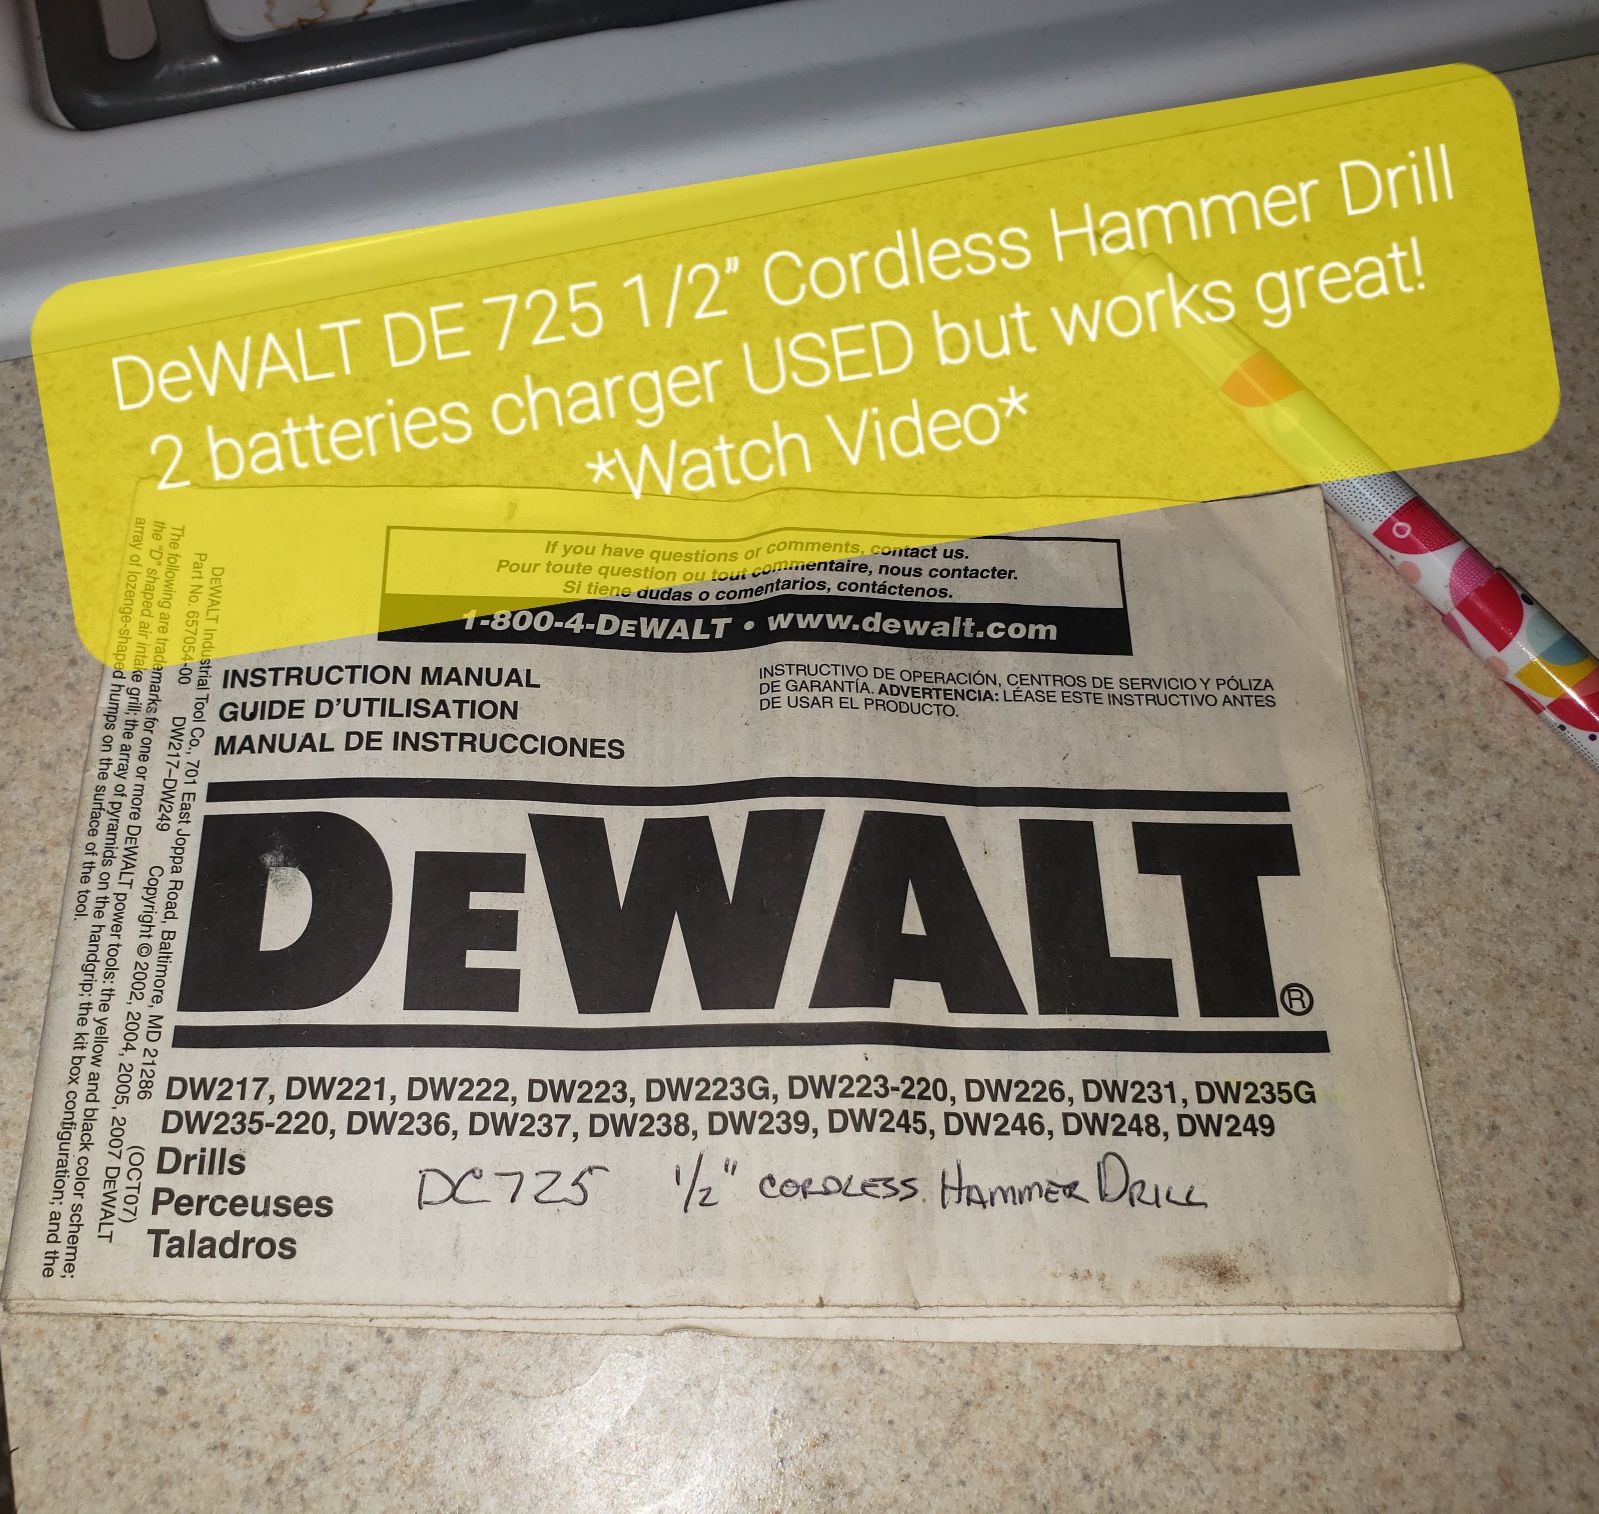 DeWALT DE 725 1/2” Cordless Hammer Drill
2 batteries charger USED but works great!
*Watch Video*
If you have questions or comments, contact us.
Pour toute question ou tout commentaire, nous contacter.
Si tiene dudas o comentarios, contáctenos.
1-800-4-DEWALT • www.dewalt.com
INSTRUCTION MANUAL
GUIDE D'UTILISATION
MANUAL DE INSTRUCCIONES
INSTRUCTIVO DE OPERACIÓN, CENTROS DE SERVICIO Y PÓLIZA
DE GARANTÍA. ADVERTENCIA: LÉASE ESTE INSTRUCTIVO ANTES
DE USAR EL PRODUCTO.
DEWALT®
DW217, DW221, DW222, DW223, DW223G, DW223-220, DW226, DW231, DW235G
DW235-220, DW236, DW237, DW238, DW239, DW245, DW246, DW248, DW249
Drills
Perceuses
Taladros
DC725 1/2" CORDLESS HAMMER DRILL
DEWALT Industrial Tool Co., 701 East Joppa Road, Baltimore, MD 21286
Part No. 657054-00 DW217–DW249 Copyright © 2002, 2004, 2005, 2007 DEWALT (OCT07)
The following are trademarks for one or more DEWALT power tools: the yellow and black color scheme;
the "D" shaped air intake grill; the array of pyramids on the handgrip; the kit box configuration; and the
array of lozenge-shaped humps on the surface of the tool.